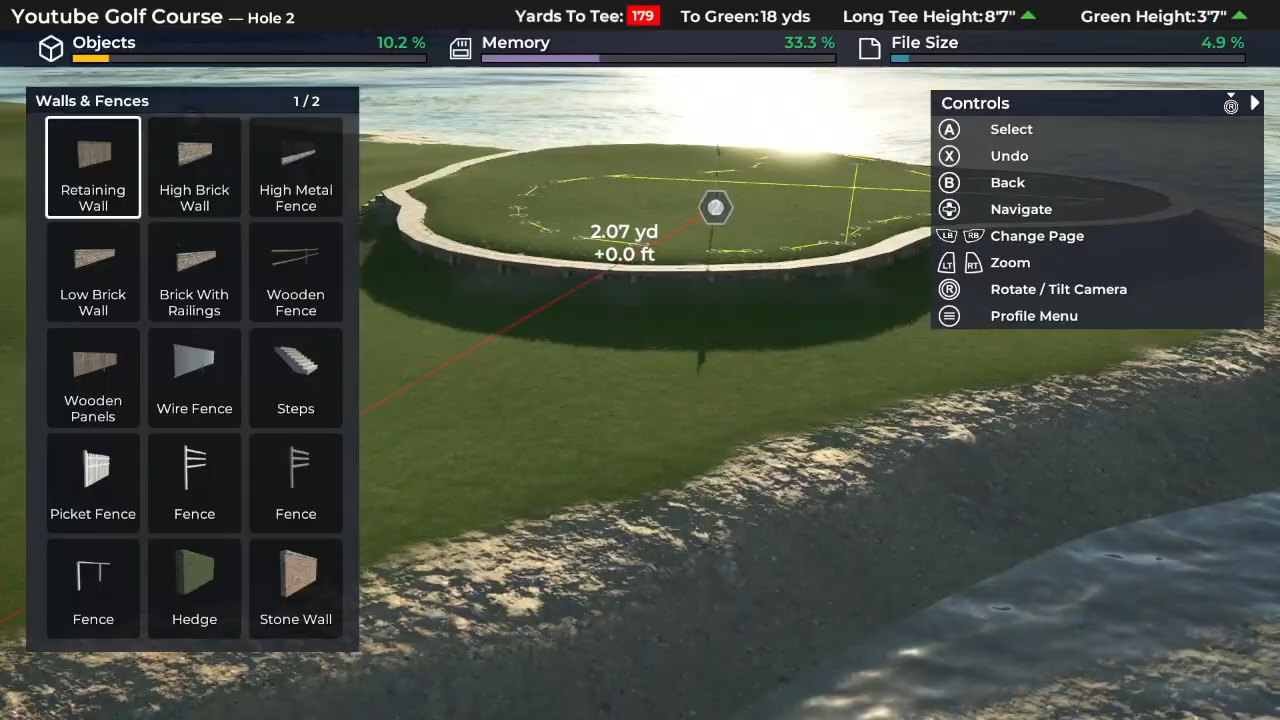 Youtube Golf Course — Hole 2
Yards To Tee: 179 To Green:18 yds Long Tee Height:8'7" Green Height:3'7"
Objects 10.2 % Memory 33.3 % File Size 4.9 %
Walls & Fences 1 / 2
Retaining Wall
High Brick Wall
High Metal Fence
Low Brick Wall
Brick With Railings
Wooden Fence
Wooden Panels
Wire Fence
Steps
Picket Fence
Fence
Fence
Fence
Hedge
Stone Wall
2.07 yd
+0.0 ft
Controls R
A Select
X Undo
B Back
Navigate
LB RB Change Page
LT RT Zoom
R Rotate / Tilt Camera
Profile Menu